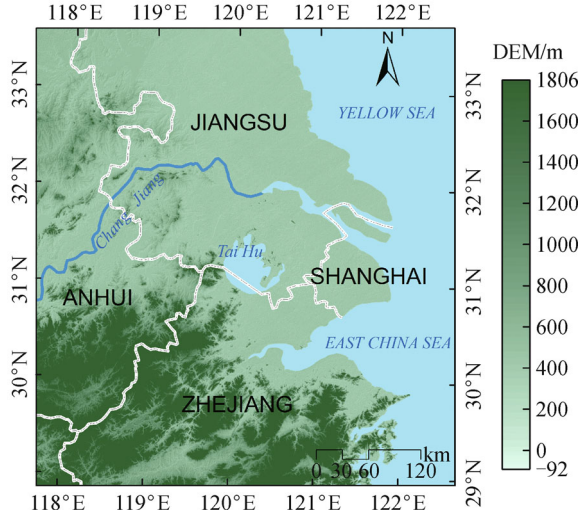 118°E 119°E 120°E 121°E 122°E
N
DEM/m
1806
1600
1400
1200
1000
800
600
400
200
0
−92
33°N
32°N
31°N
30°N
33°N
32°N
31°N
30°N
29°N
YELLOW SEA
JIANGSU
Chang Jiang
Tai Hu
SHANGHAI
ANHUI
EAST CHINA SEA
ZHEJIANG
km
0 30 60 120
118°E 119°E 120°E 121°E 122°E